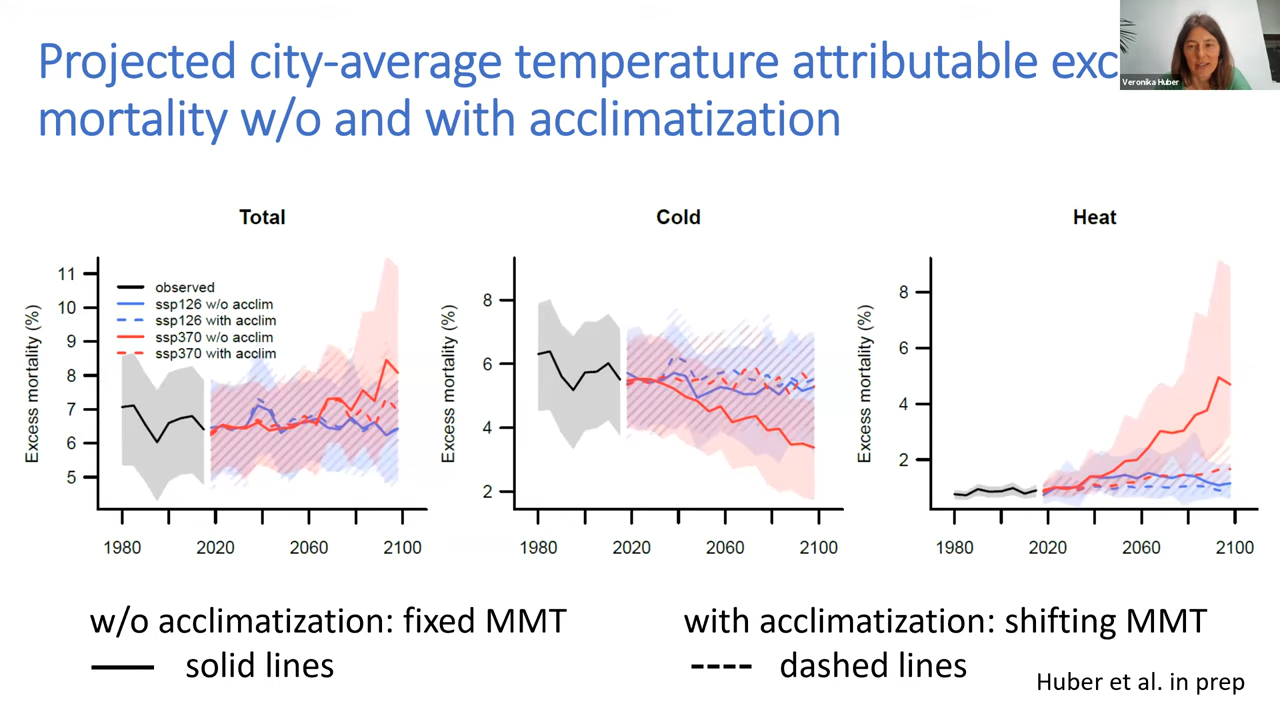 Projected city-average temperature attributable exc
mortality w/o and with acclimatization
Veronika Huber
Total
Excess mortality (%)
11
10
9
8
7
6
5
observed
ssp126 w/o acclim
ssp126 with acclim
ssp370 w/o acclim
ssp370 with acclim
1980
2020
2060
2100
Cold
Excess mortality (%)
8
6
4
2
1980
2020
2060
2100
Heat
Excess mortality (%)
8
6
4
2
1980
2020
2060
2100
w/o acclimatization: fixed MMT
solid lines
with acclimatization: shifting MMT
dashed lines
Huber et al. in prep